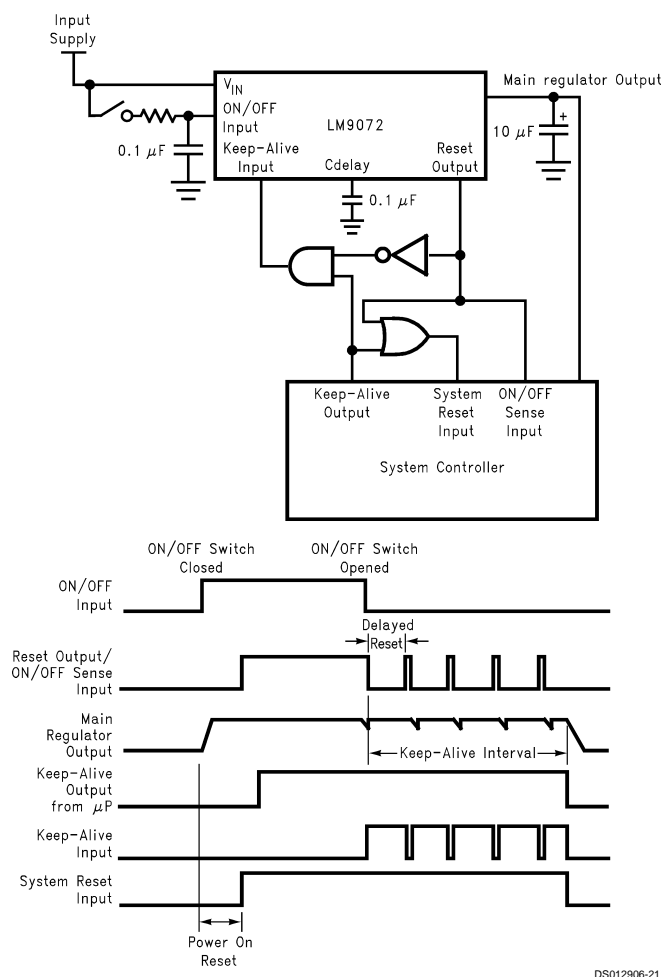 Input
Supply
VIN
ON/OFF
Input
LM9072
Main regulator Output
+
10 μF
0.1 μF
Keep-Alive
Input
Cdelay
Reset
Output
0.1 μF
Keep-Alive
Output
System
Reset
Input
ON/OFF
Sense
Input
System Controller
ON/OFF Switch
Closed
ON/OFF Switch
Opened
ON/OFF
Input
Delayed
Reset
Reset Output/
ON/OFF Sense
Input
Main
Regulator
Output
Keep-Alive Interval
Keep-Alive
Output
from μP
Keep-Alive
Input
System Reset
Input
Power On
Reset
DS012906-21